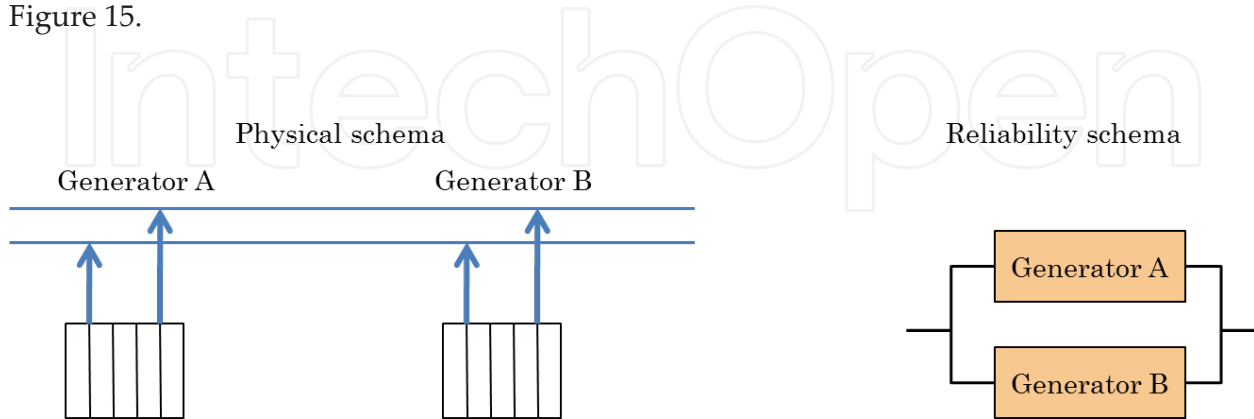 Figure 15.
IntechOpen
Physical schema
Reliability schema
Generator A
Generator B
Generator A
Generator B